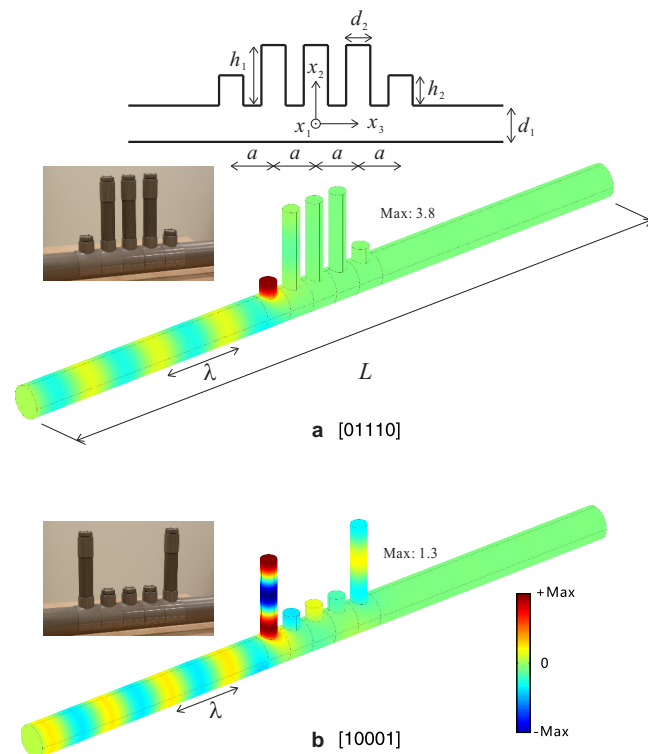 d₂
h₁
x₂
h₂
x₁
x₃
d₁
a a a a
Max: 3.8
λ
L
a [01110]
Max: 1.3
+Max
0
-Max
λ
b [10001]